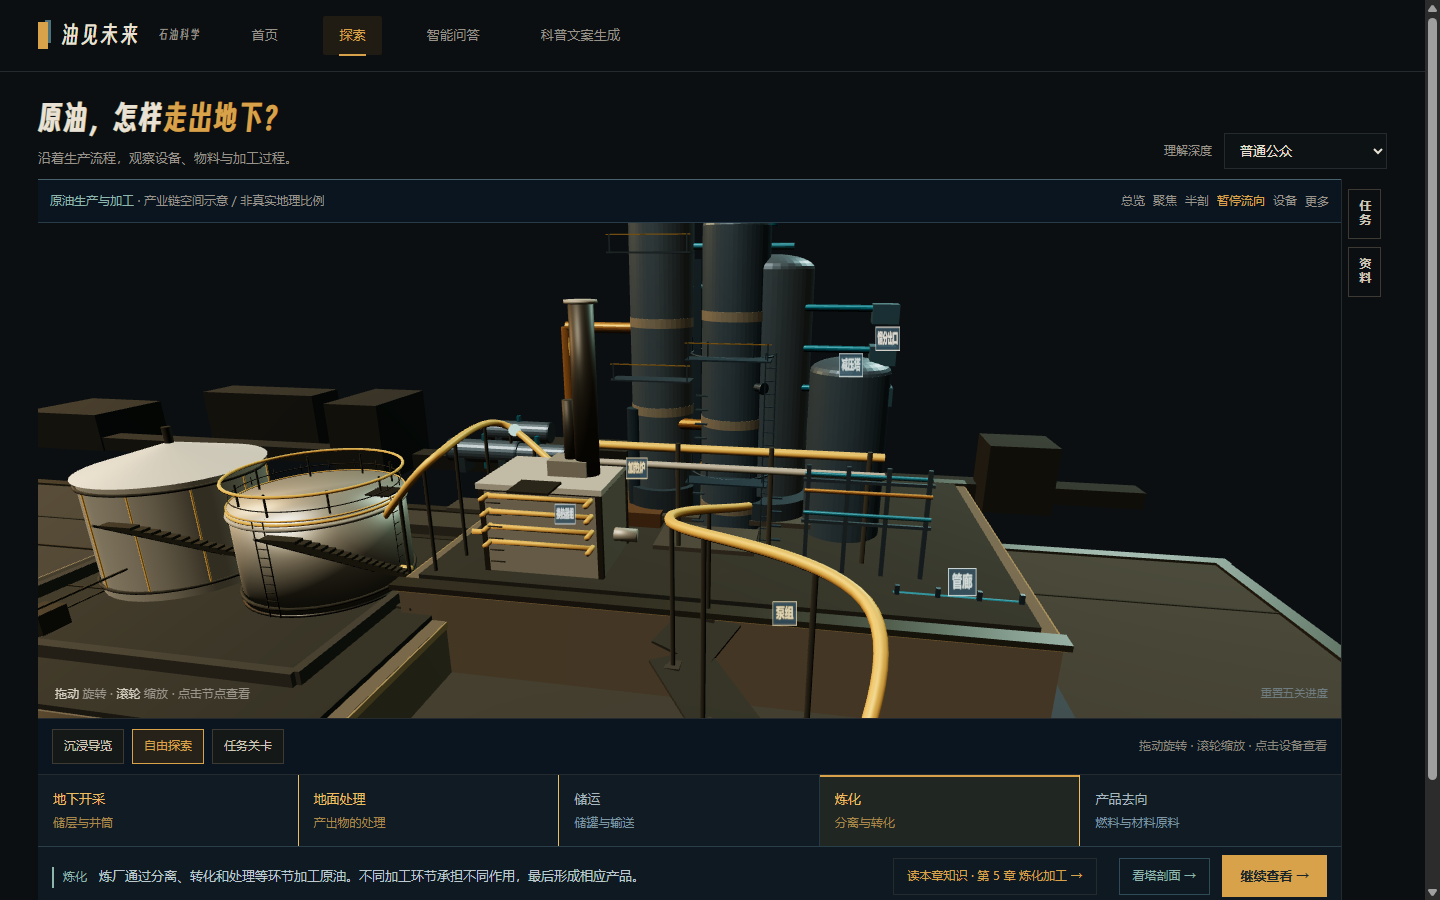 油见未来 石油科学 首页 探索 智能问答 科普文案生成
原油，怎样走出地下？
沿着生产流程，观察设备、物料与加工过程。
理解深度 普通公众
原油生产与加工 · 产业链空间示意 / 非真实地理比例
总览 聚焦 半剖 暂停流向 设备 更多
任务
资料
减压塔
加热炉
管廊
泵组
拖动 旋转 · 滚轮 缩放 · 点击节点查看
重置五关进度
沉浸导览 自由探索 任务关卡
拖动旋转 · 滚轮缩放 · 点击设备查看
地下开采
储层与井筒
地面处理
产出物的处理
储运
储罐与输送
炼化
分离与转化
产品去向
燃料与材料原料
炼化 炼厂通过分离、转化和处理等环节加工原油。不同加工环节承担不同作用，最后形成相应产品。
读本章知识 · 第 5 章 炼化加工 →
看塔剖面 →
继续查看 →